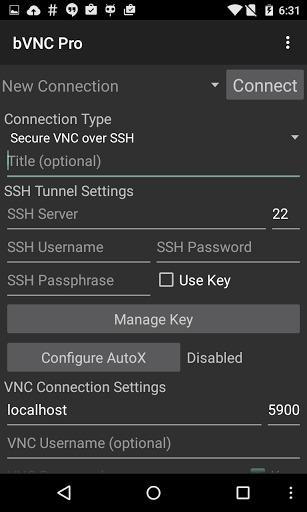 6:31
bVNC Pro
New Connection
Connect
Connection Type
Secure VNC over SSH
Title (optional)
SSH Tunnel Settings
SSH Server 22
SSH Username SSH Password
SSH Passphrase Use Key
Manage Key
Configure AutoX Disabled
VNC Connection Settings
localhost 5900
VNC Username (optional)